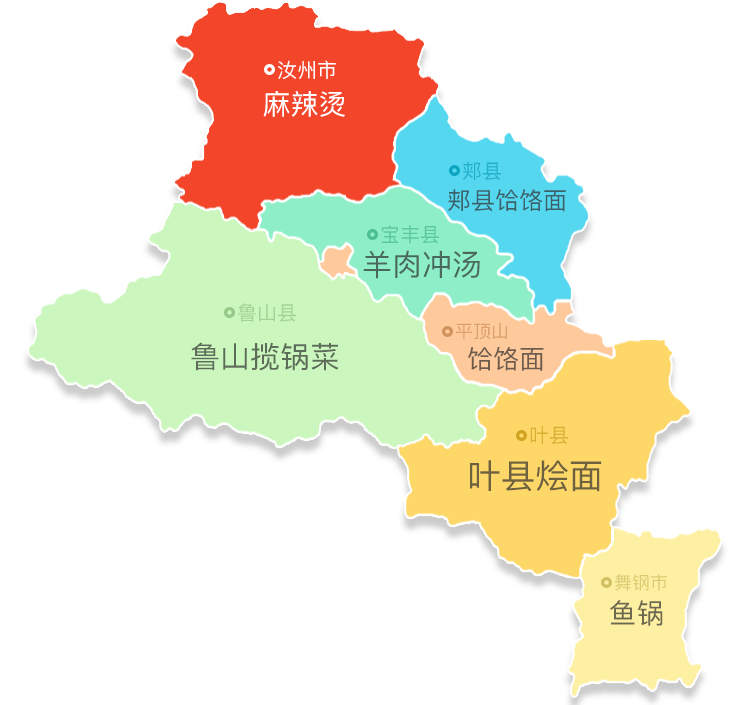 汝州市
麻辣烫
郏县
郏县饸饹面
宝丰县
羊肉冲汤
鲁山县
鲁山揽锅菜
平顶山
饸饹面
叶县
叶县烩面
舞钢市
鱼锅